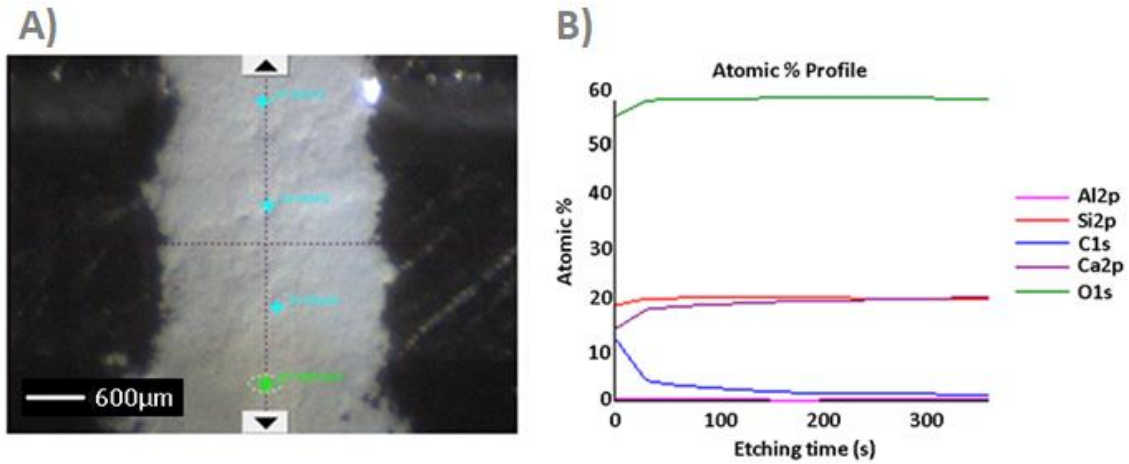 A)
600µm
B)
Atomic % Profile
Atomic %
60
50
40
30
20
10
0
0 100 200 300
Etching time (s)
Al2p
Si2p
C1s
Ca2p
O1s